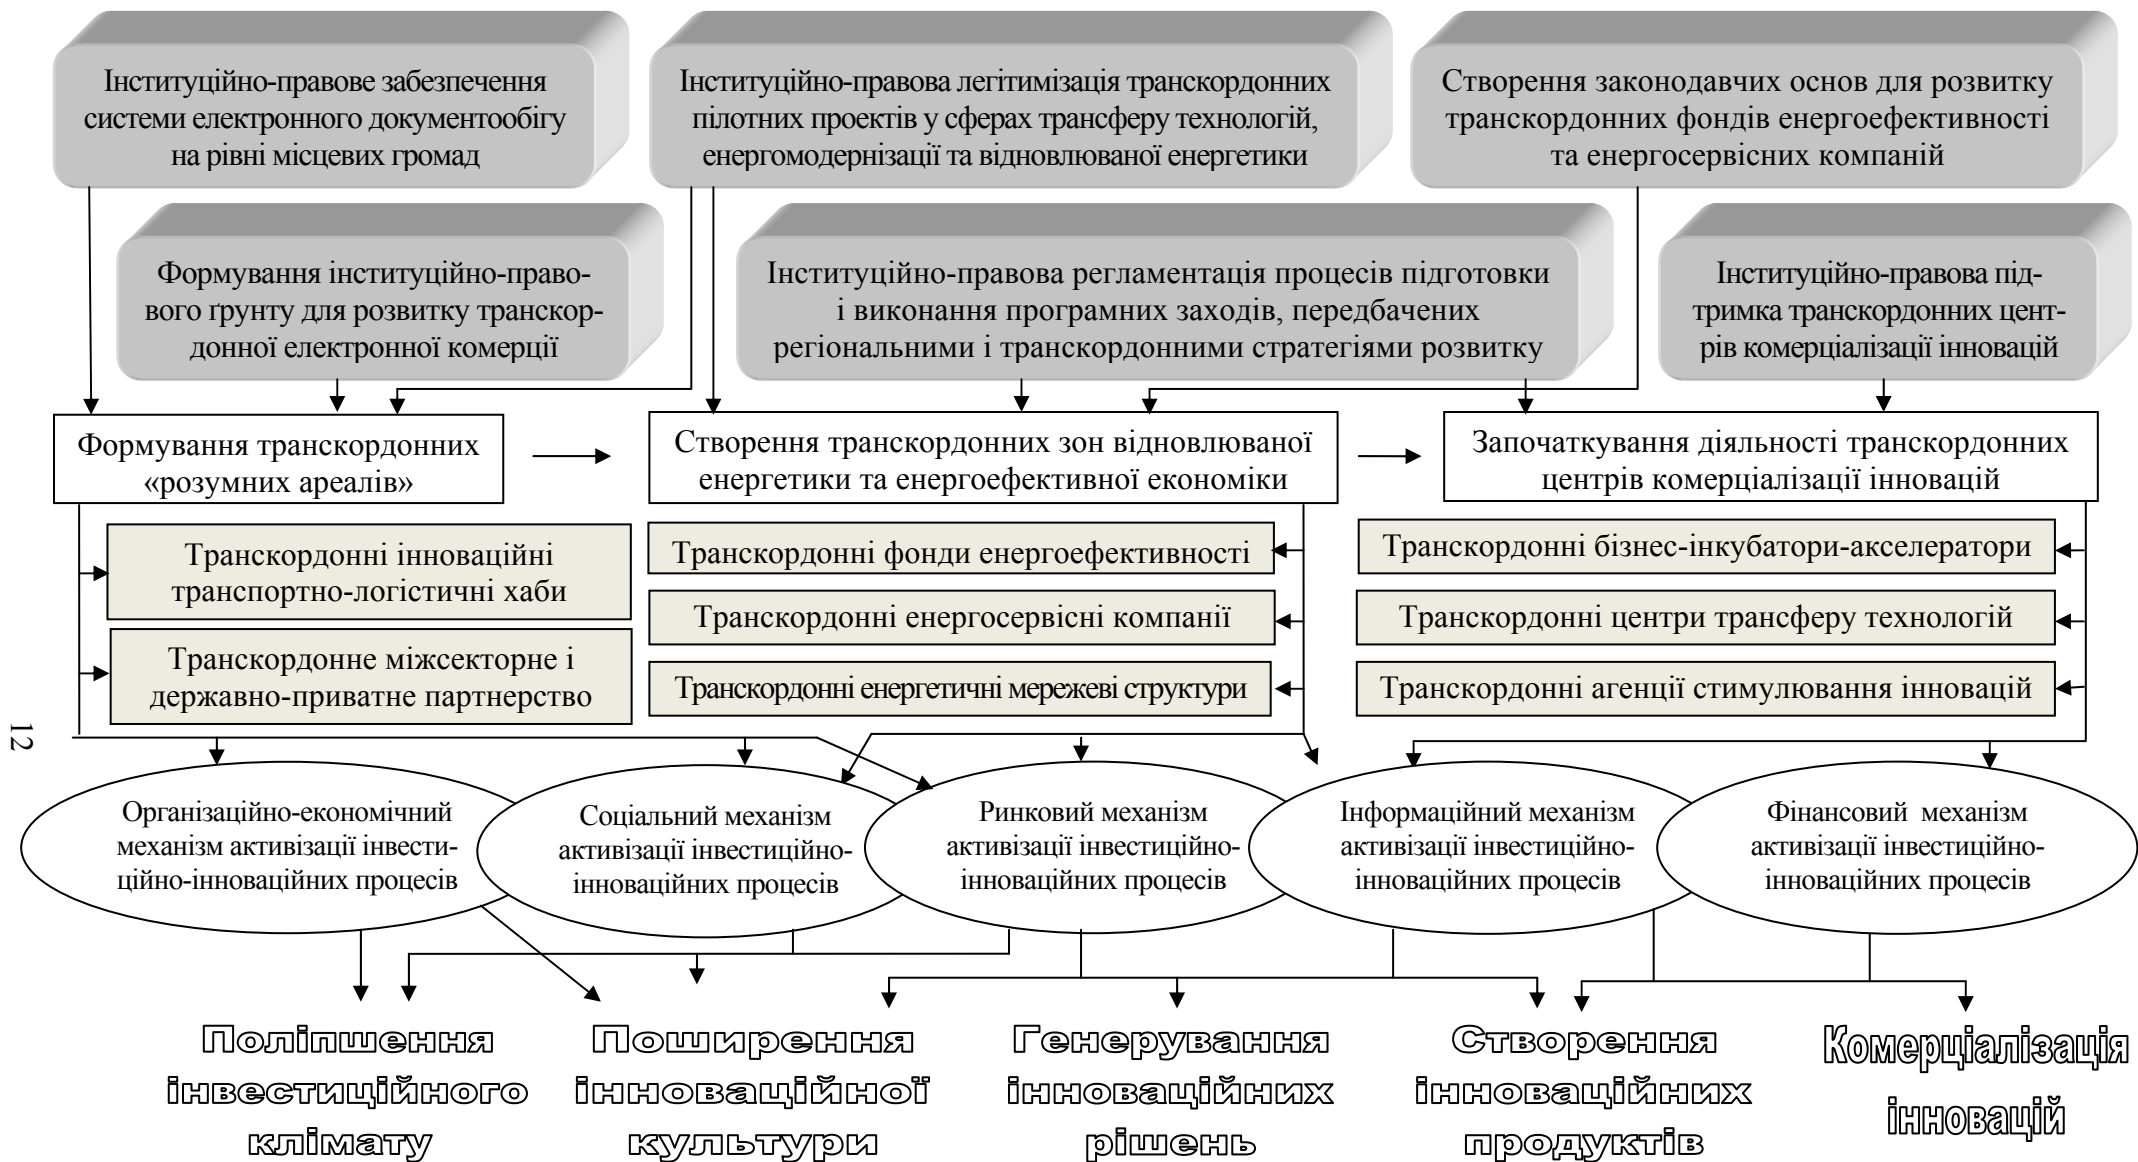 Інституційно-правове забезпечення
системи електронного документообігу
на рівні місцевих громад
Інституційно-правова легітимізація транскордонних
пілотних проектів у сферах трансферу технологій,
енергомодернізації та відновлюваної енергетики
Створення законодавчих основ для розвитку
транскордонних фондів енергоефективності
та енергосервісних компаній
Формування інституційно-право-
вого ґрунту для розвитку транскор-
донної електронної комерції
Інституційно-правова регламентація процесів підготовки
і виконання програмних заходів, передбачених
регіональними і транскордонними стратегіями розвитку
Інституційно-правова під-
тримка транскордонних цент-
рів комерціалізації інновацій
Формування транскордонних
«розумних ареалів»
Створення транскордонних зон відновлюваної
енергетики та енергоефективної економіки
Започаткування діяльності транскордонних
центрів комерціалізації інновацій
Транскордонні інноваційні
транспортно-логістичні хаби
Транскордонне міжсекторне і
державно-приватне партнерство
Транскордонні фонди енергоефективності
Транскордонні енергосервісні компанії
Транскордонні енергетичні мережеві структури
Транскордонні бізнес-інкубатори-акселератори
Транскордонні центри трансферу технологій
Транскордонні агенції стимулювання інновацій
12
Організаційно-економічний
механізм активізації інвести-
ційно-інноваційних процесів
Соціальний механізм
активізації інвестиційно-
інноваційних процесів
Ринковий механізм
активізації інвестиційно-
інноваційних процесів
Інформаційний механізм
активізації інвестиційно-
інноваційних процесів
Фінансовий механізм
активізації інвестиційно-
інноваційних процесів
Поліпшення
інвестиційного
клімату
Поширення
інноваційної
культури
Генерування
інноваційних
рішень
Створення
інноваційних
продуктів
Комерціалізація
інновацій